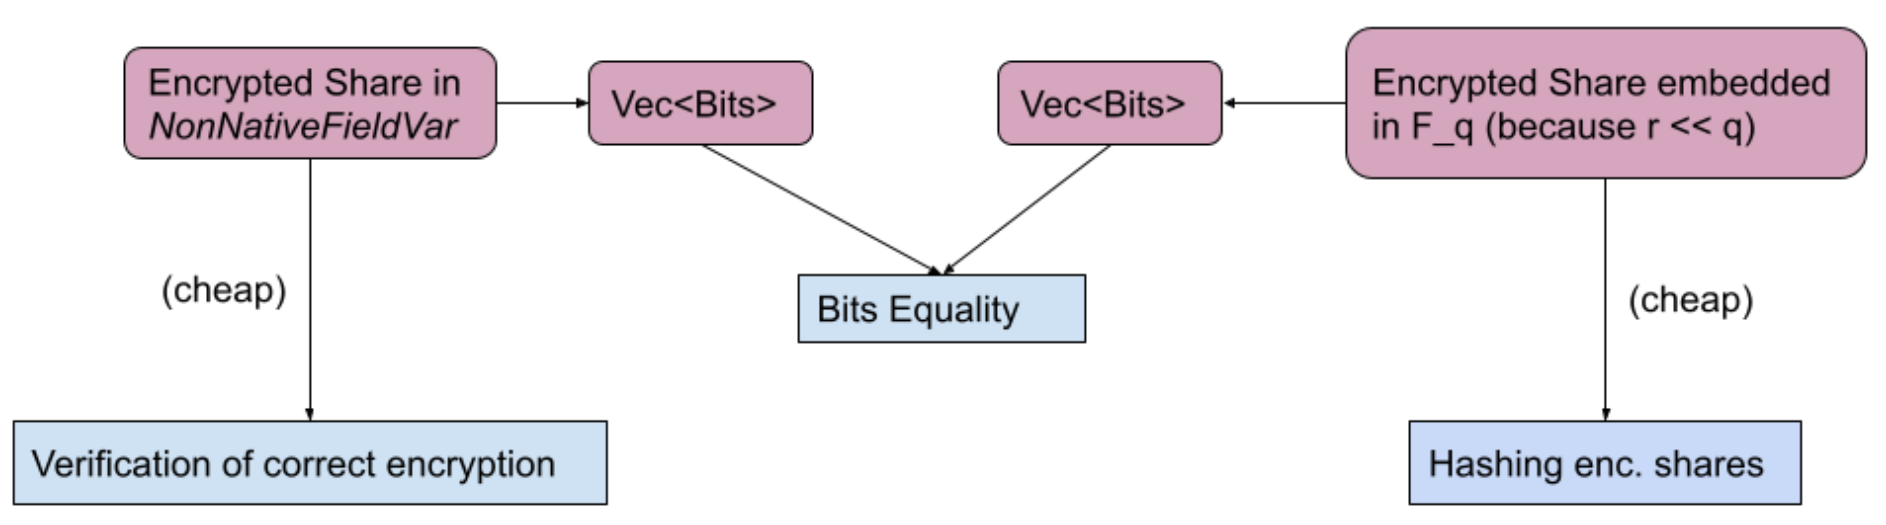 Encrypted Share in
NonNativeFieldVar
Vec<Bits>
Vec<Bits>
Encrypted Share embedded
in F_q (because r << q)
(cheap)
(cheap)
Bits Equality
Verification of correct encryption
Hashing enc. shares